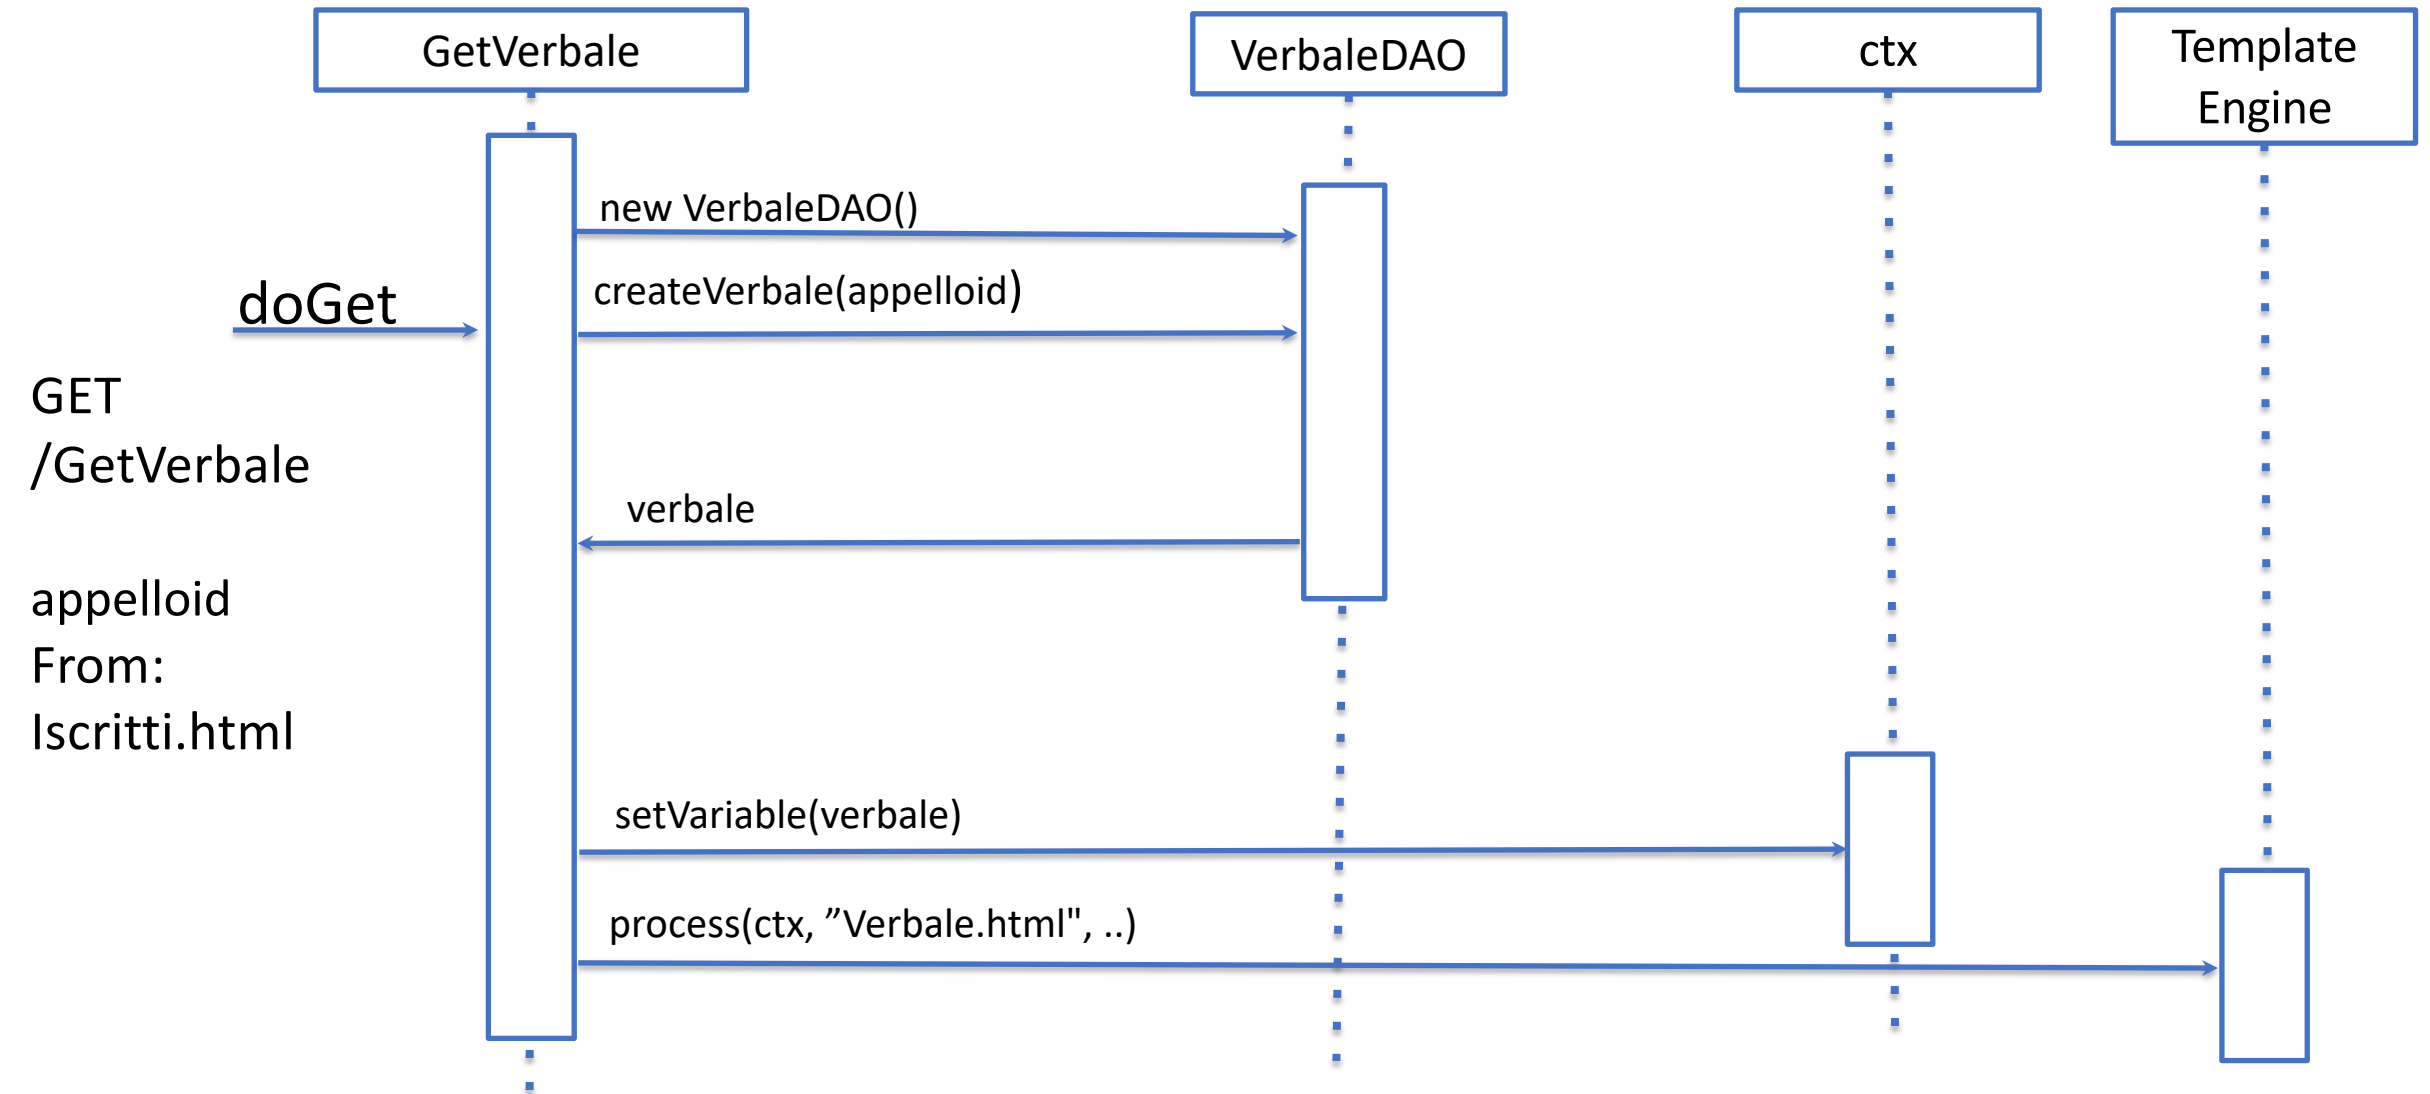 GetVerbale
VerbaleDAO
ctx
Template
Engine
new VerbaleDAO()
createVerbale(appelloid)
doGet
GET
/GetVerbale
verbale
appelloid
From:
Iscritti.html
setVariable(verbale)
process(ctx, ”Verbale.html", ..)